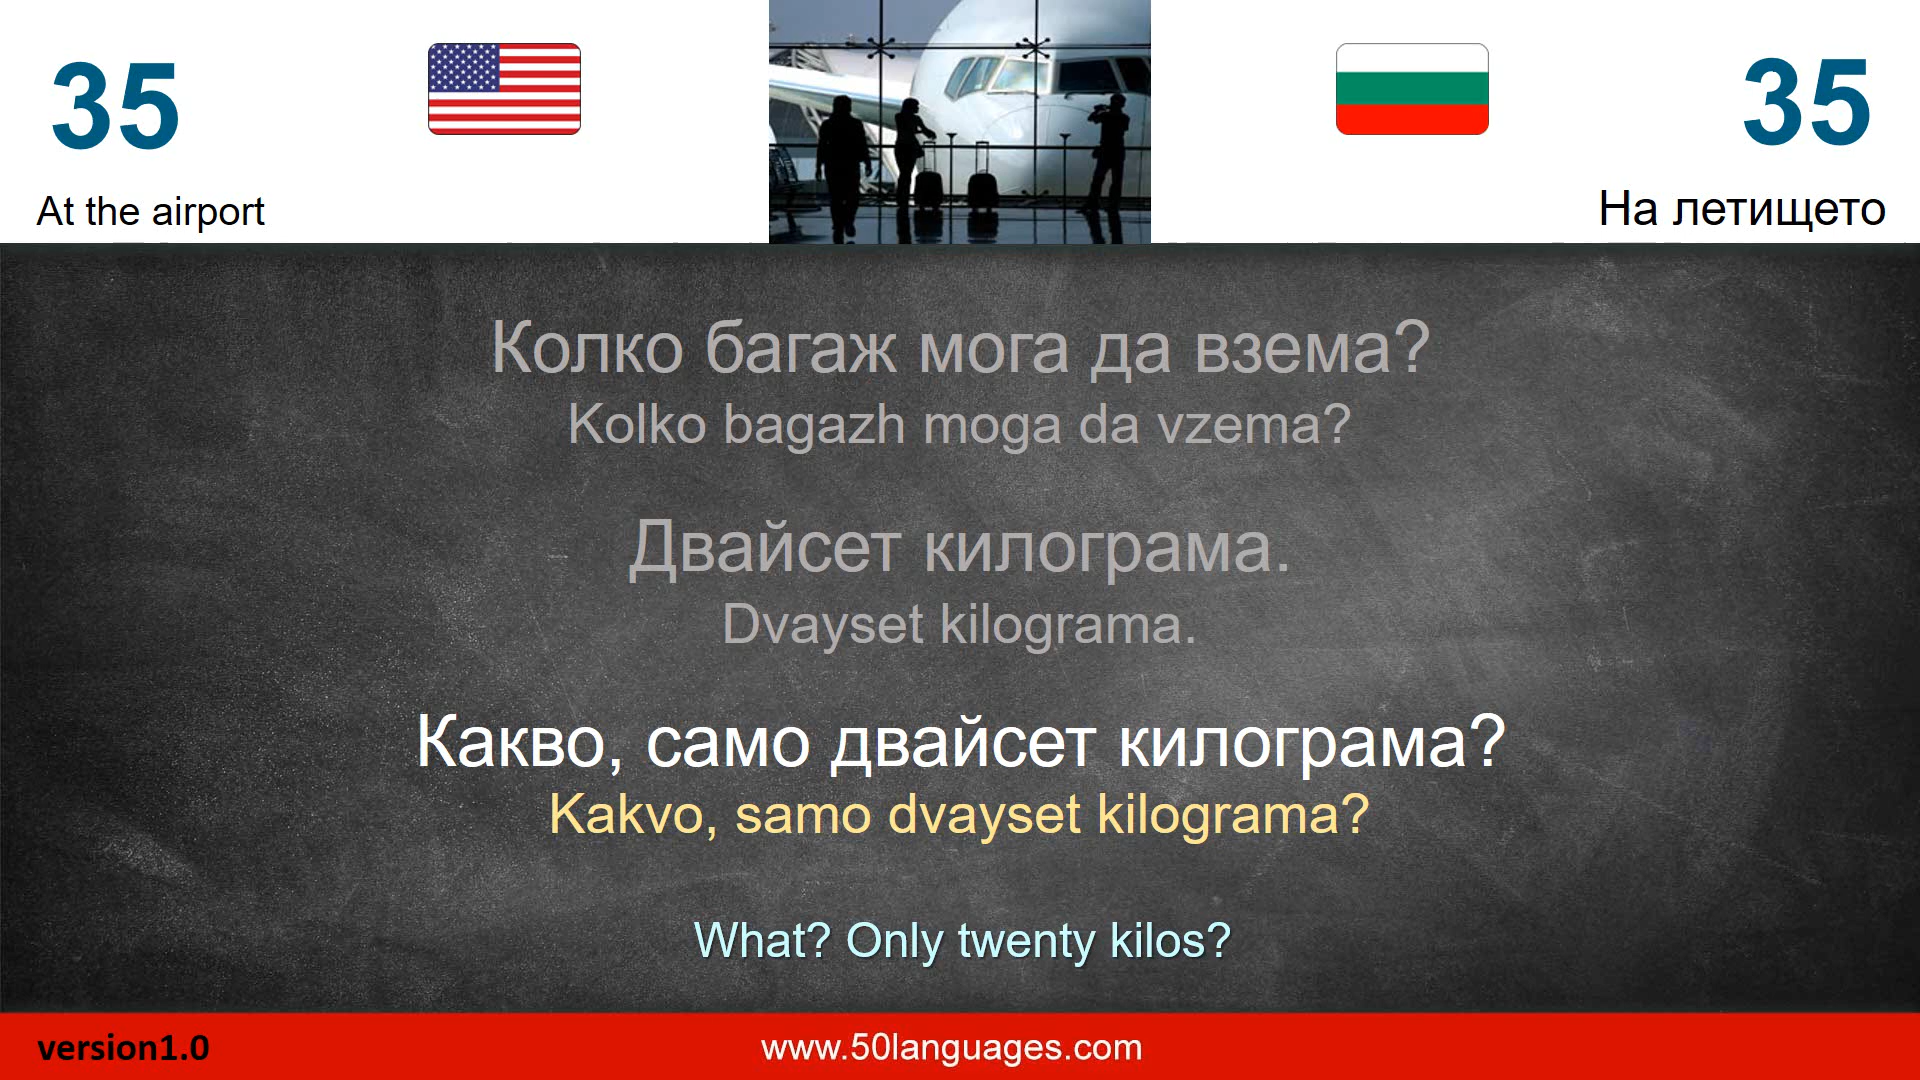 35
35
At the airport
На летището
Колко багаж мога да взема?
Kolko bagazh moga da vzema?
Двайсет килограма.
Dvayset kilograma.
Какво, само двайсет килограма?
Kakvo, samo dvayset kilograma?
What? Only twenty kilos?
version1.0
www.50languages.com